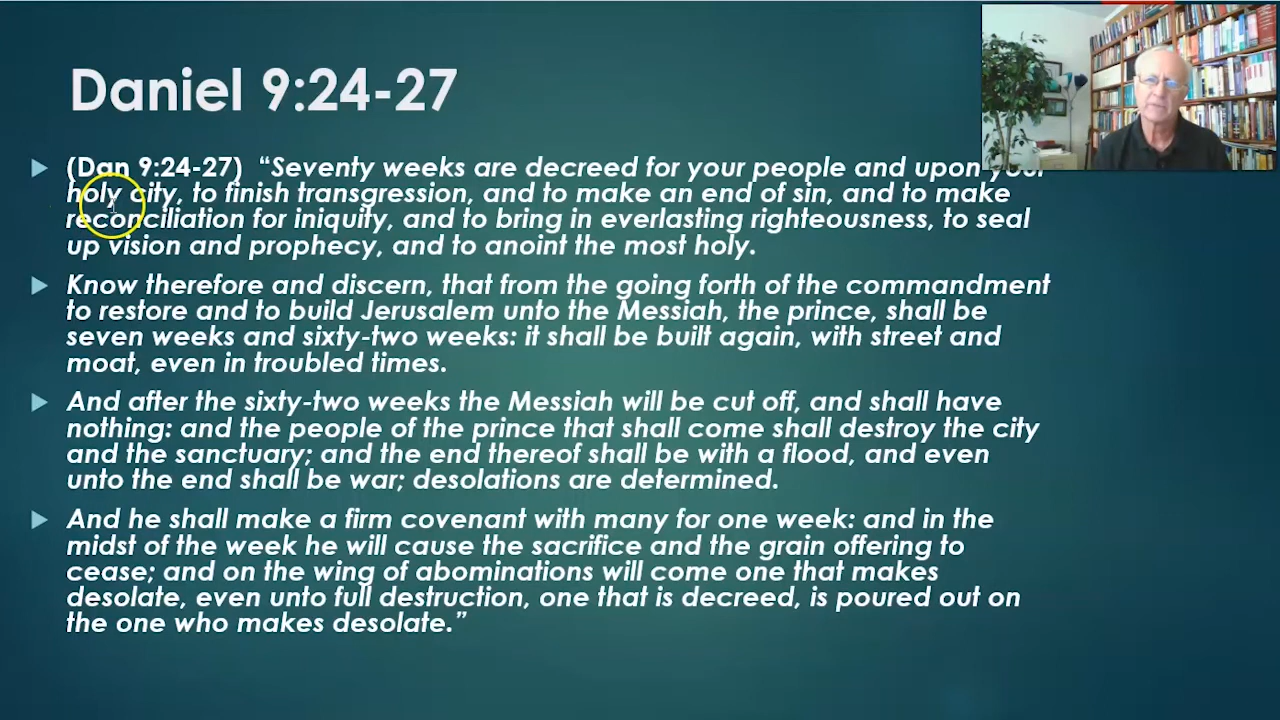 Daniel 9:24-27
(Dan 9:24-27) “Seventy weeks are decreed for your people and upon your
holy city, to finish transgression, and to make an end of sin, and to make
reconciliation for iniquity, and to bring in everlasting righteousness, to seal
up vision and prophecy, and to anoint the most holy.
Know therefore and discern, that from the going forth of the commandment
to restore and to build Jerusalem unto the Messiah, the prince, shall be
seven weeks and sixty-two weeks: it shall be built again, with street and
moat, even in troubled times.
And after the sixty-two weeks the Messiah will be cut off, and shall have
nothing: and the people of the prince that shall come shall destroy the city
and the sanctuary; and the end thereof shall be with a flood, and even
unto the end shall be war; desolations are determined.
And he shall make a firm covenant with many for one week: and in the
midst of the week he will cause the sacrifice and the grain offering to
cease; and on the wing of abominations will come one that makes
desolate, even unto full destruction, one that is decreed, is poured out on
the one who makes desolate.”